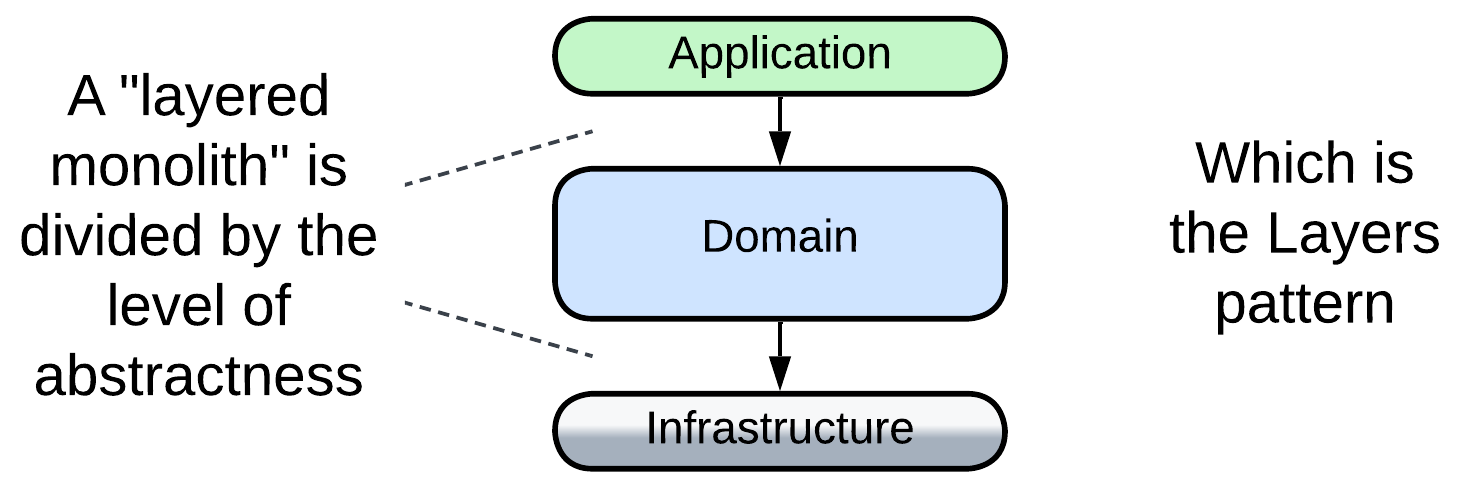 A "layered
monolith" is
divided by the
level of
abstractness
Application
Domain
Infrastructure
Which is
the Layers
pattern